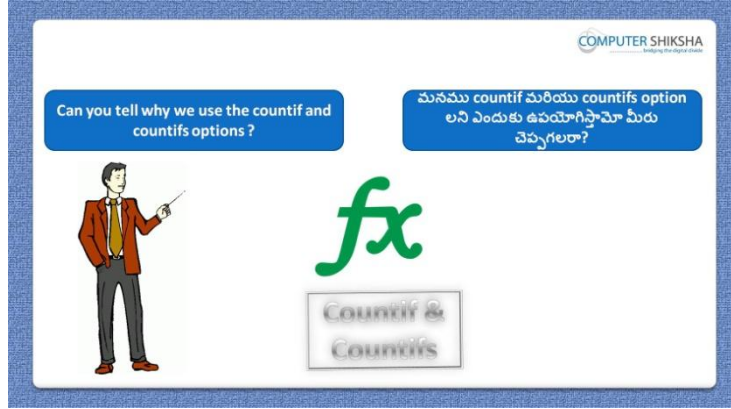 COMPUTER SHIKSHA
bridging the digital divide
Can you tell why we use the countif and
countifs options ?
మనము countif మరియు countifs option
లని ఎందుకు ఉపయోగిస్తామో మీరు
చెప్పగలరా?
fx
Countif &
Countifs